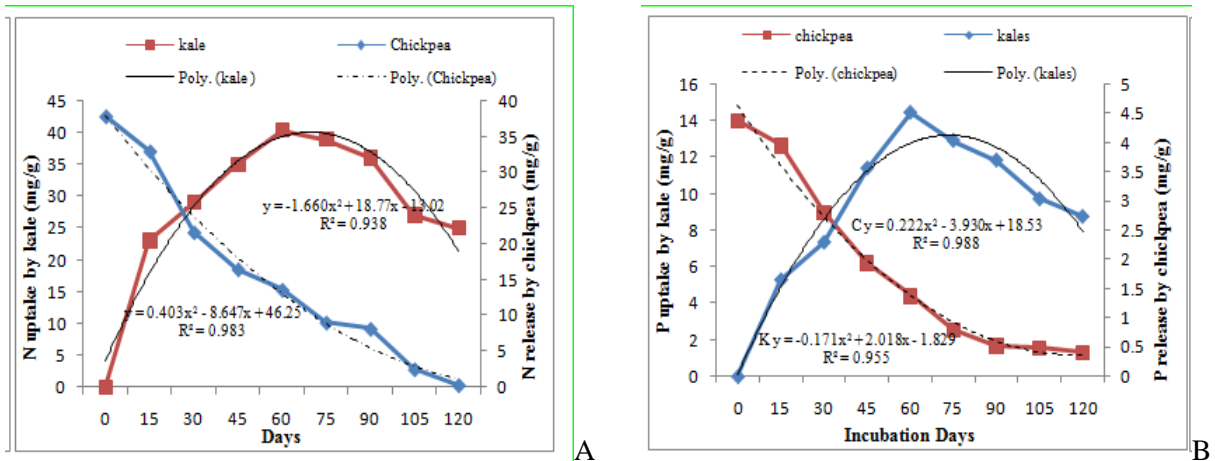 kale
Chickpea
Poly. (kale)
Poly. (Chickpea)
N uptake by kale (mg/g)
45
40
35
30
25
20
15
10
5
0
y = -1.660x² + 18.77x - 13.02
R² = 0.938
y = 0.403x² - 8.647x + 46.25
R² = 0.983
40
35
30
25
20
15
10
5
0
N release by chickpea (mg/g)
0 15 30 45 60 75 90 105 120
Days
A
chickpea
kales
Poly. (chickpea)
Poly. (kales)
P uptake by kale (mg/g)
16
14
12
10
8
6
4
2
0
C y = 0.222x² - 3.930x + 18.53
R² = 0.988
K y = -0.171x² + 2.018x - 1.829
R² = 0.955
5
4.5
4
3.5
3
2.5
2
1.5
1
0.5
0
P release by chickpea (mg/g)
0 15 30 45 60 75 90 105 120
Incubation Days
B